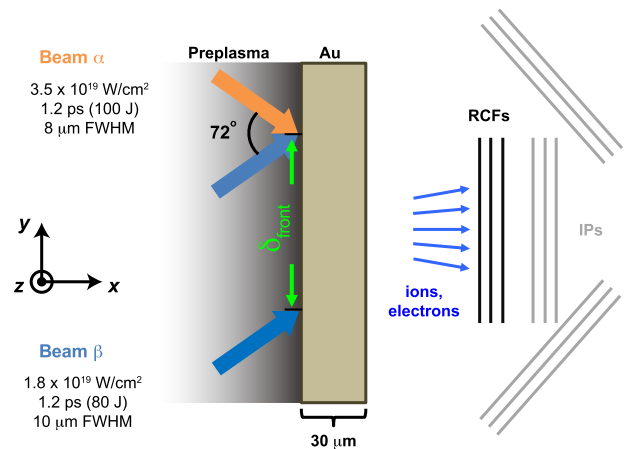 Preplasma
Au
Beam α
3.5 x 10¹⁹ W/cm²
1.2 ps (100 J)
8 μm FWHM
72°
δfront
RCFs
IPs
y
z
x
ions,
electrons
Beam β
1.8 x 10¹⁹ W/cm²
1.2 ps (80 J)
10 μm FWHM
30 μm